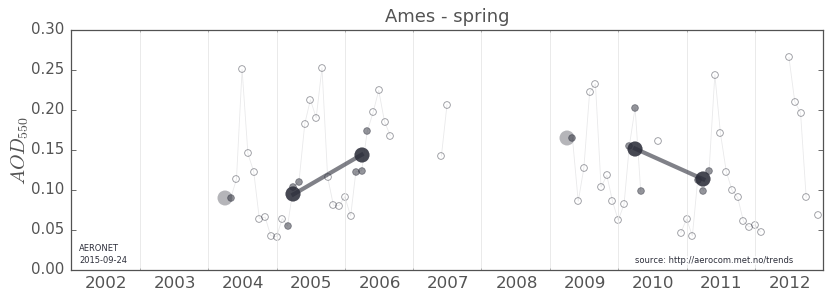 Ames - spring
0.30
0.25
0.20
0.15
0.10
0.05
0.00
AOD550
AERONET
2015-09-24
source: http://aerocom.met.no/trends
2002 2003 2004 2005 2006 2007 2008 2009 2010 2011 2012